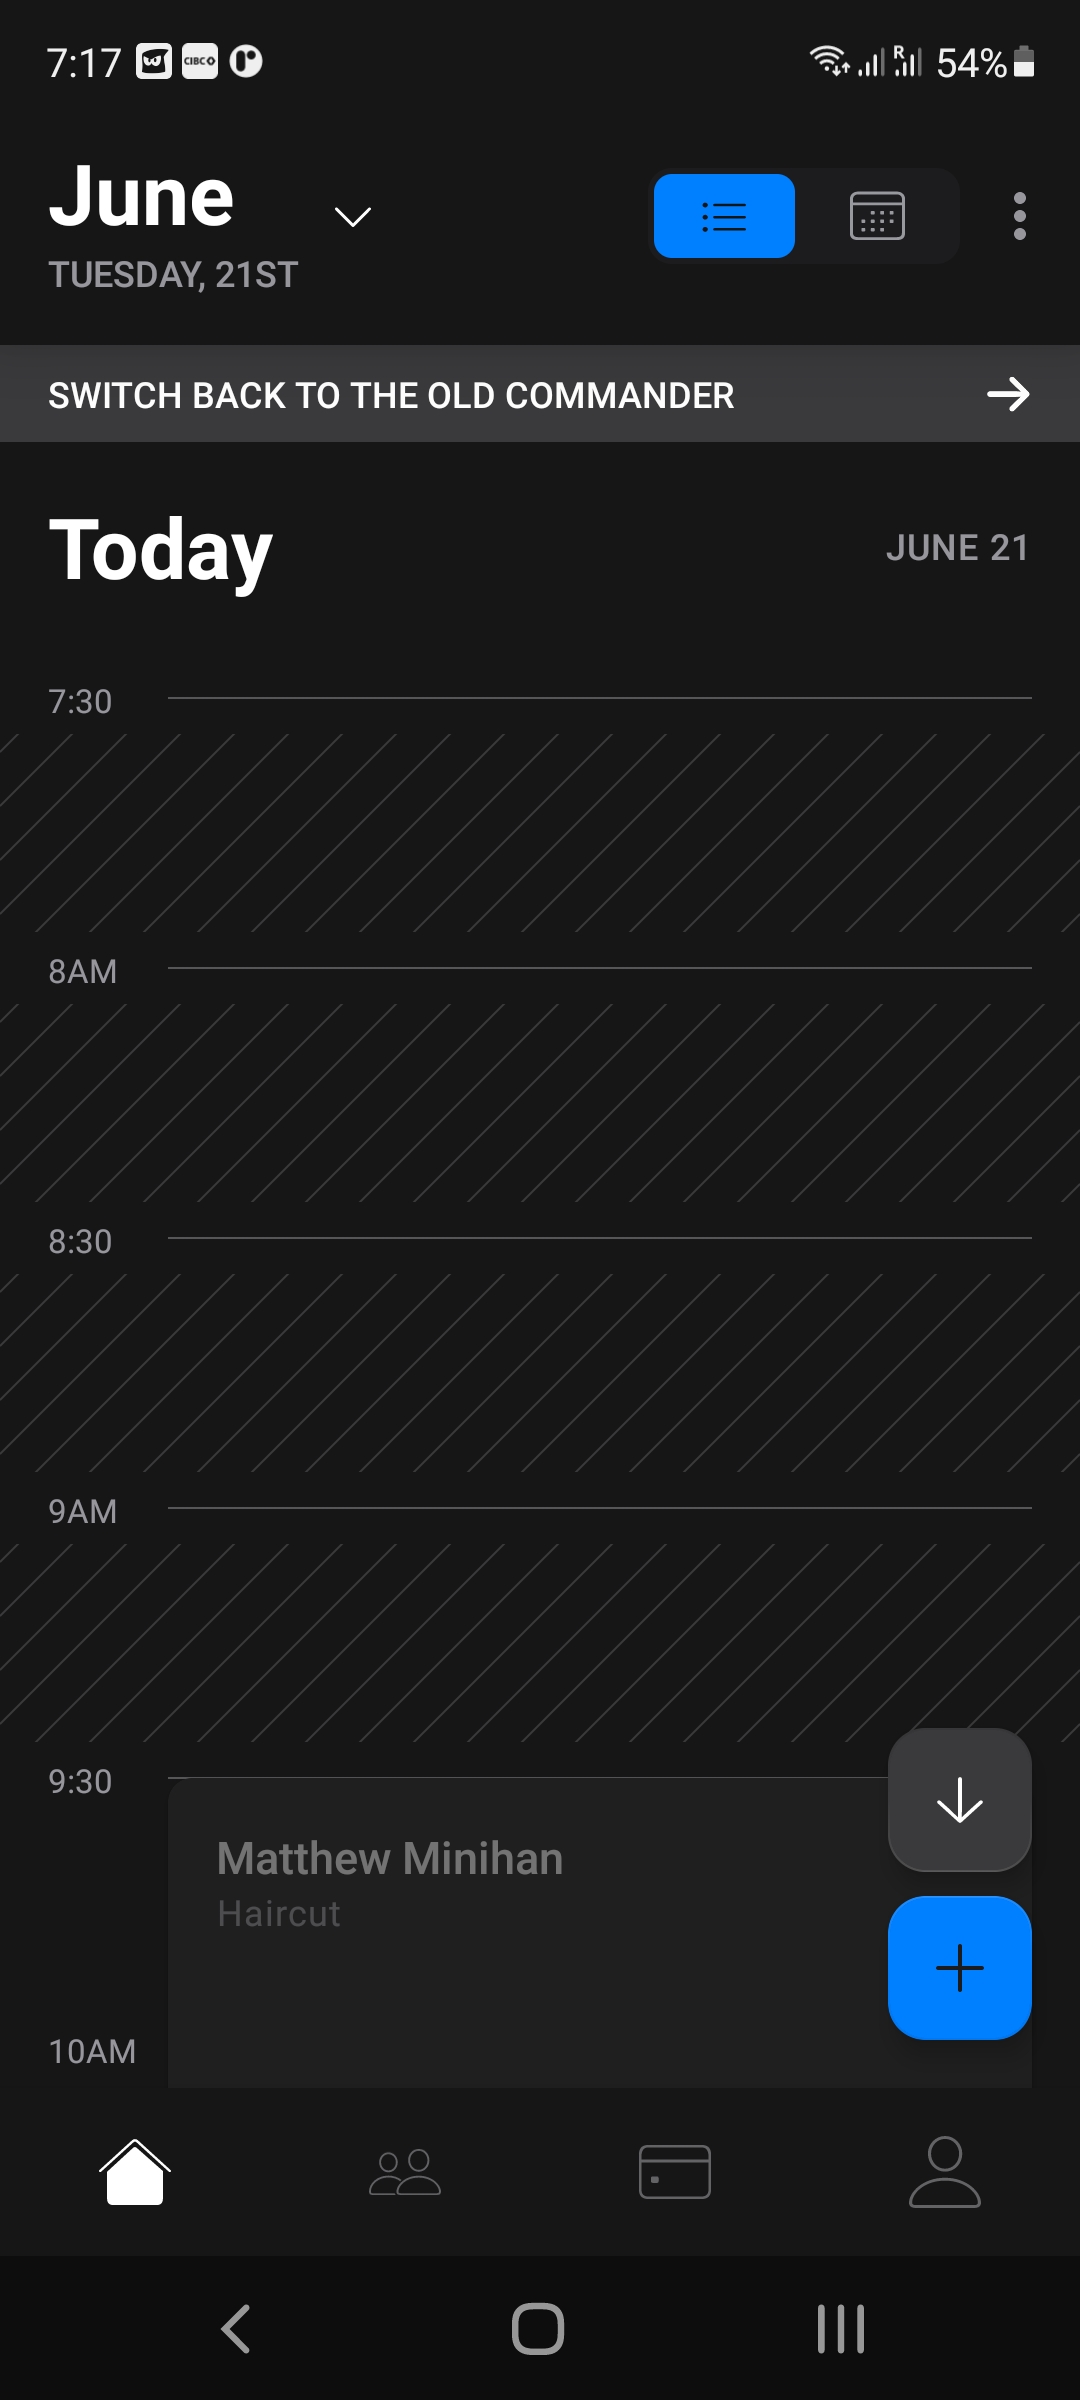 7:17 CIBC R 54%
June
TUESDAY, 21ST
SWITCH BACK TO THE OLD COMMANDER
Today JUNE 21
7:30
8AM
8:30
9AM
9:30
Matthew Minihan
Haircut
10AM